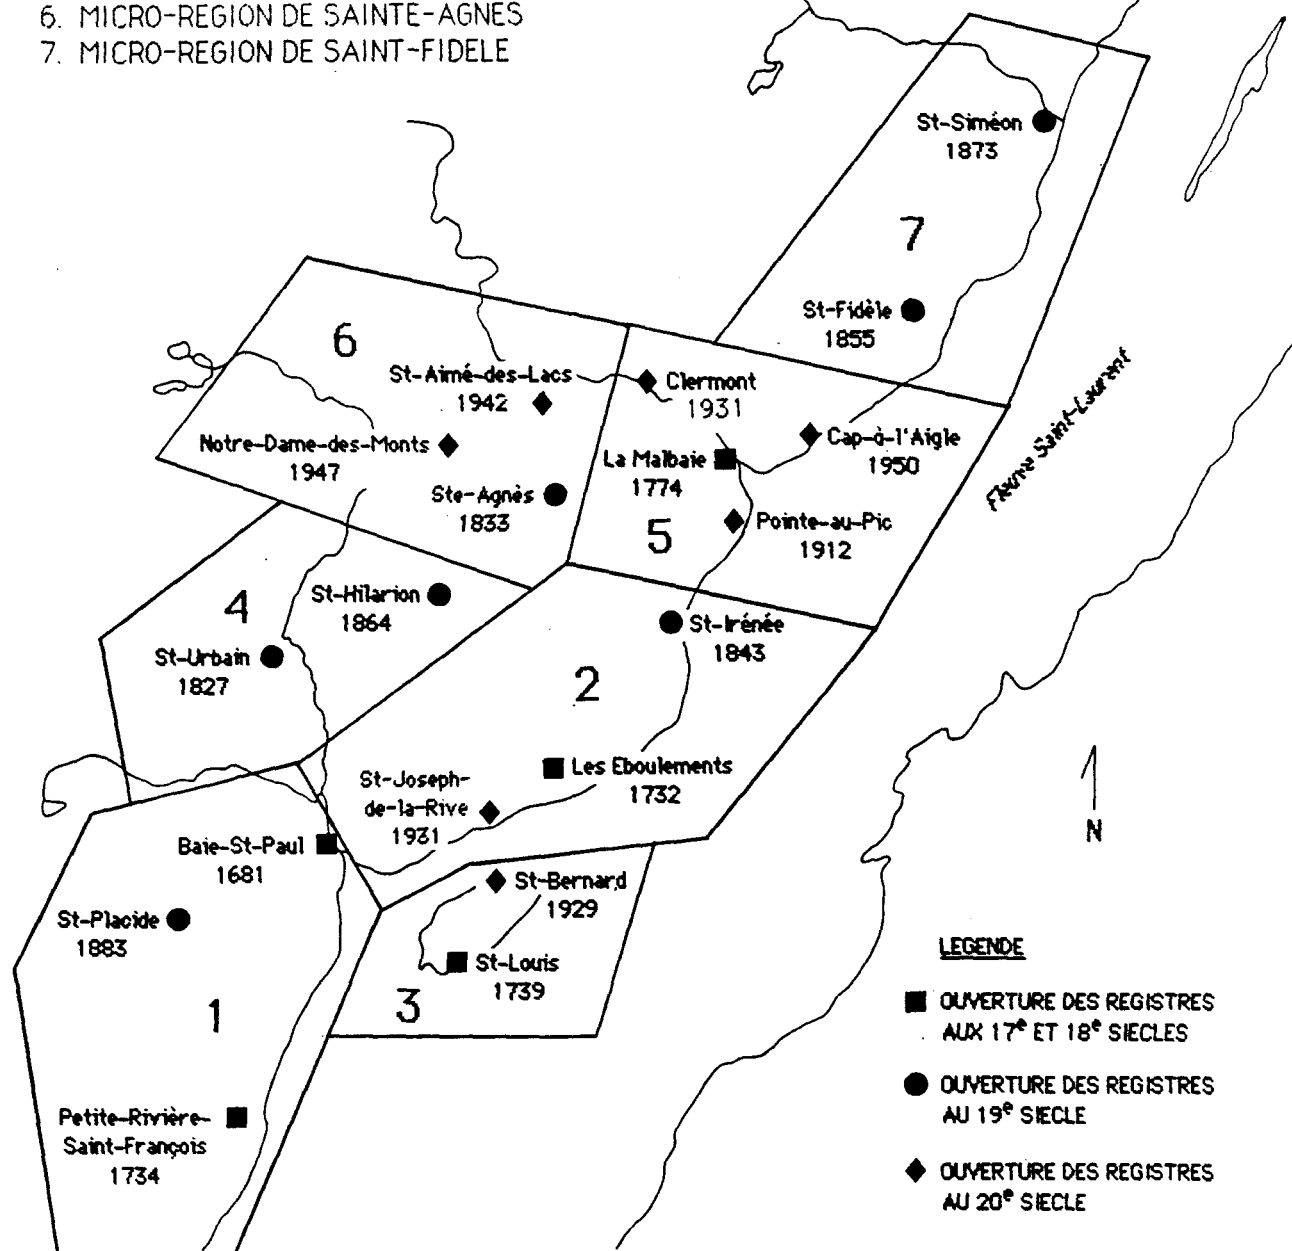 6. MICRO-REGION DE SAINTE-AGNES
7. MICRO-REGION DE SAINT-FIDELE
St-Siméon
1873
7
St-Fidèle
1855
6
St-Aimé-des-Lacs
1942
Clermont
1931
Notre-Dame-des-Monts
1947
Cap-à-l'Aigle
1950
La Malbaie
1774
Ste-Agnès
1833
5
Pointe-au-Pic
1912
Fleuve Saint-Laurent
4
St-Hilarion
1864
St-Urbain
1827
St-Irénée
1843
2
Les Eboulements
1732
St-Joseph-
de-la-Rive
1931
N
Baie-St-Paul
1681
St-Bernard
1929
St-Placide
1883
St-Louis
1739
3
1
Petite-Rivière-
Saint-François
1734
LEGENDE
OUVERTURE DES REGISTRES
AUX 17e ET 18e SIECLES
OUVERTURE DES REGISTRES
AU 19e SIECLE
OUVERTURE DES REGISTRES
AU 20e SIECLE